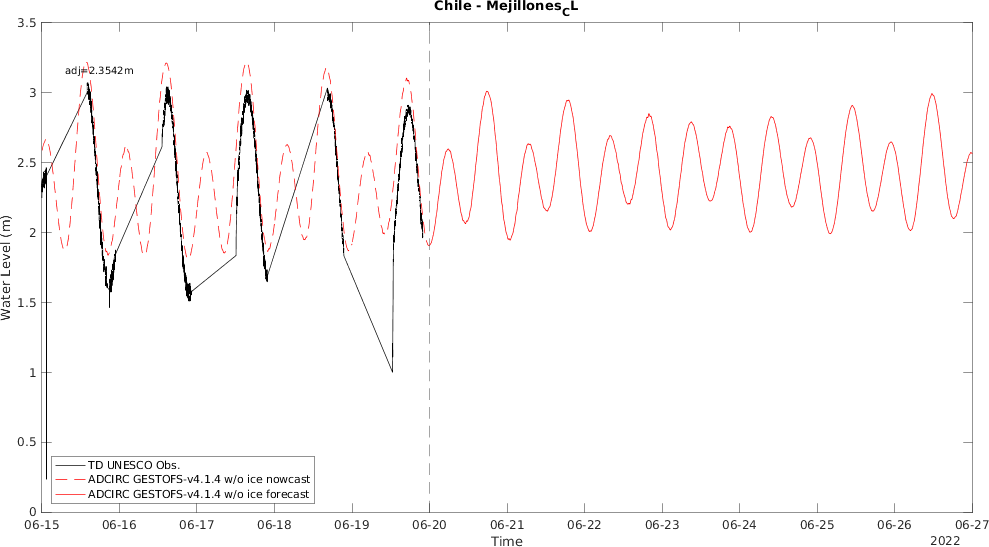 Chile - Mejillones_CL
3.5
adj=2.3542m
3
2.5
2
1.5
1
0.5
0
Water Level (m)
TD UNESCO Obs.
ADCIRC GESTOFS-v4.1.4 w/o ice nowcast
ADCIRC GESTOFS-v4.1.4 w/o ice forecast
06-15 06-16 06-17 06-18 06-19 06-20 06-21 06-22 06-23 06-24 06-25 06-26 06-27
Time
2022